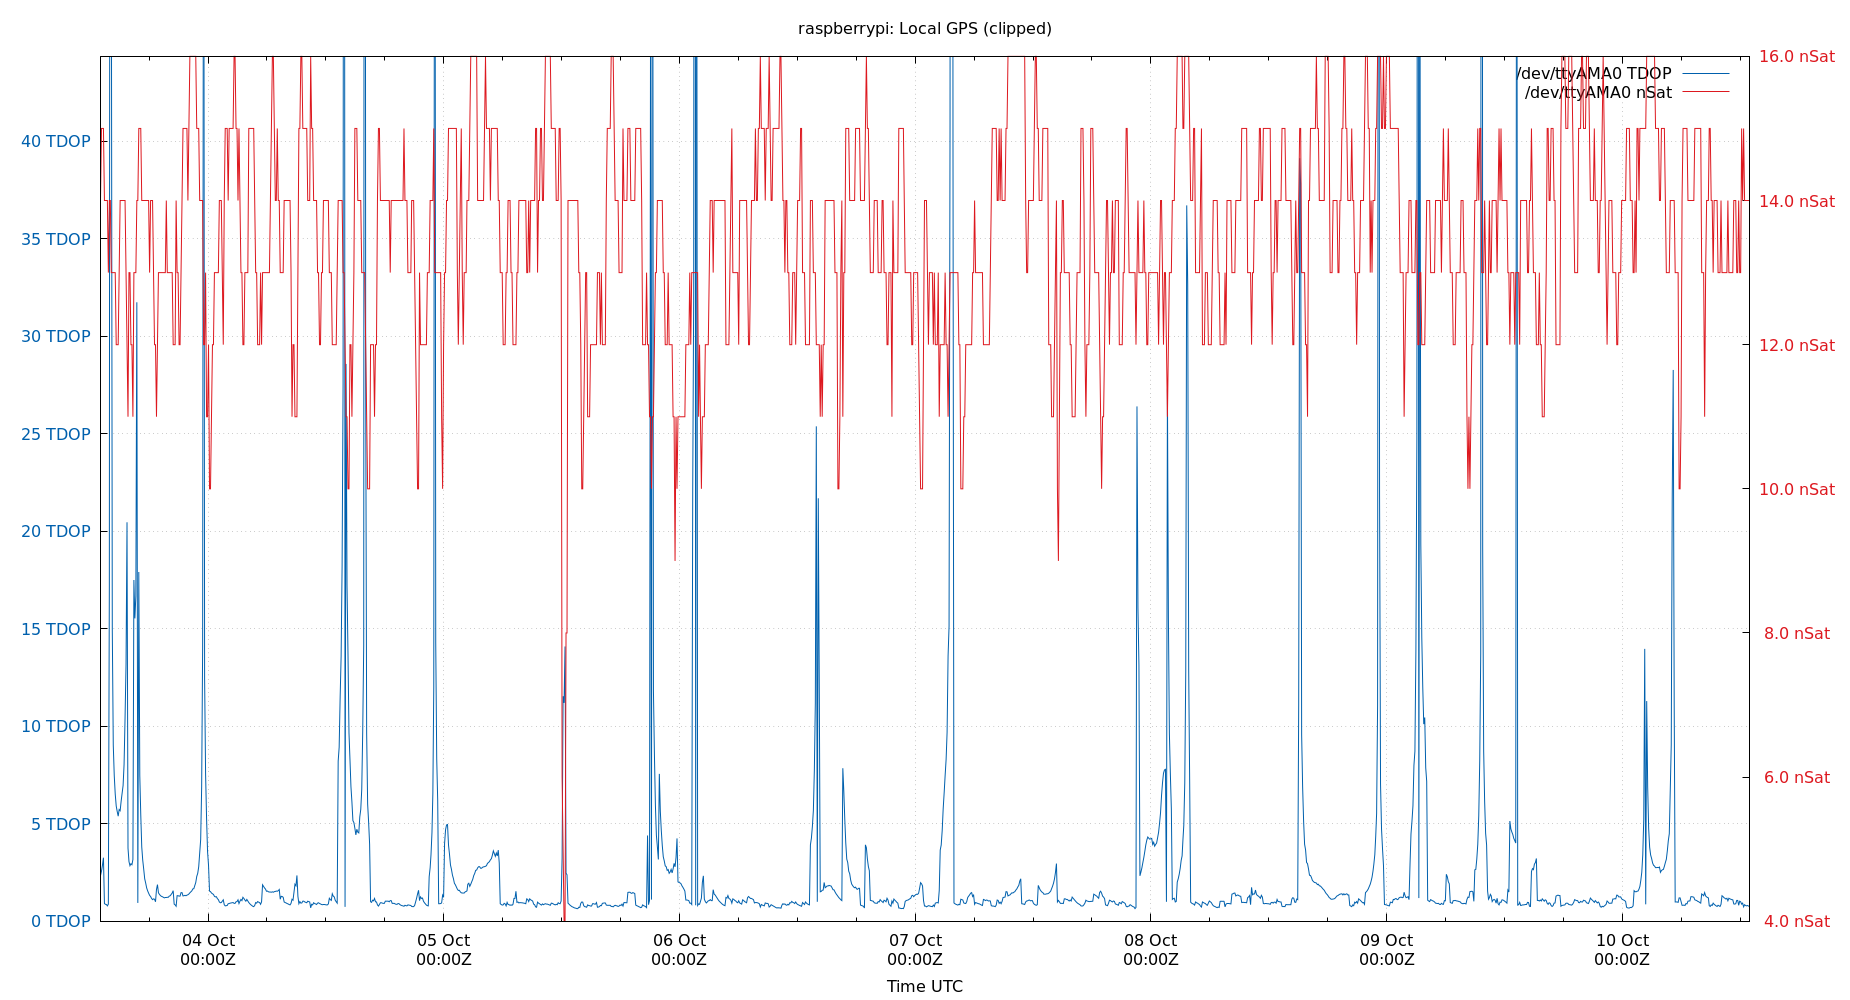 raspberrypi: Local GPS (clipped)
16.0 nSat
/dev/ttyAMA0 TDOP
/dev/ttyAMA0 nSat
40 TDOP
14.0 nSat
35 TDOP
30 TDOP
12.0 nSat
25 TDOP
10.0 nSat
20 TDOP
15 TDOP
8.0 nSat
10 TDOP
6.0 nSat
5 TDOP
0 TDOP
4.0 nSat
04 Oct 05 Oct 06 Oct 07 Oct 08 Oct 09 Oct 10 Oct
00:00Z 00:00Z 00:00Z 00:00Z 00:00Z 00:00Z 00:00Z
Time UTC